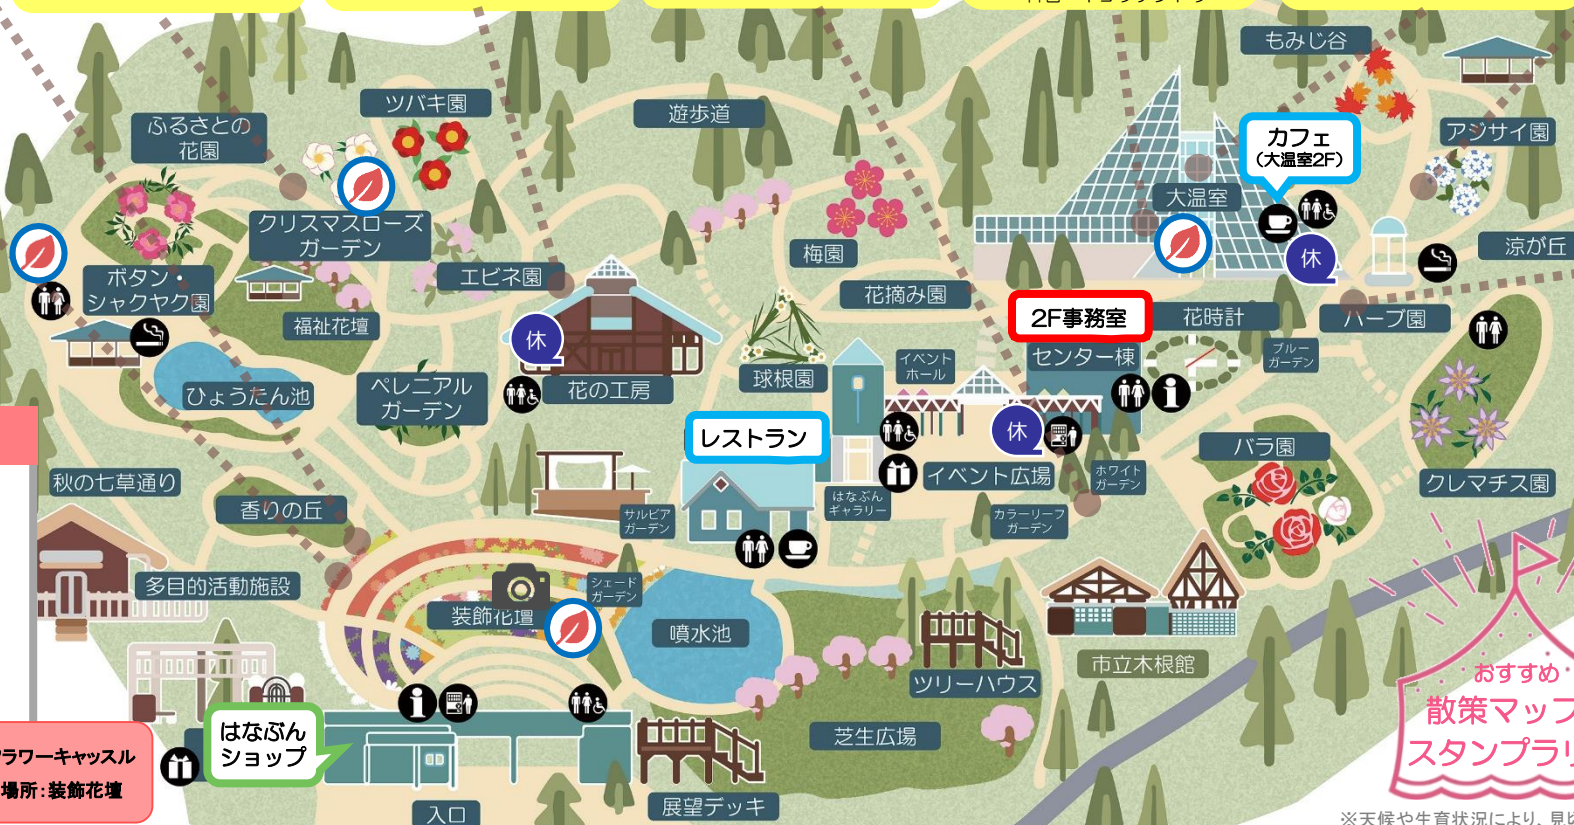 もみじ谷
ツバキ園
遊歩道
ふるさとの
花園
カフェ
(大温室2F)
アジサイ園
大温室
クリスマスローズ
ガーデン
梅園
涼が丘
ボタン・
シャクヤク園
エビネ園
花摘み園
休
福祉花壇
2F事務室
花時計
ハーブ園
休
センター棟
ブルー
ガーデン
イベント
ホール
ひょうたん池
ペレニアル
ガーデン
花の工房
球根園
レストラン
休
バラ園
秋の七草通り
イベント広場
ホワイト
ガーデン
クレマチス園
香りの丘
サルビア
ガーデン
はなぶん
ギャラリー
カラーリーフ
ガーデン
多目的活動施設
シェード
ガーデン
装飾花壇
噴水池
市立木根館
ツリーハウス
おすすめ
散策マップ
スタンプラリ
はなぶん
ショップ
芝生広場
ラワーキャッスル
場所:装飾花壇
入口
展望デッキ
※天候や生育状況により、見